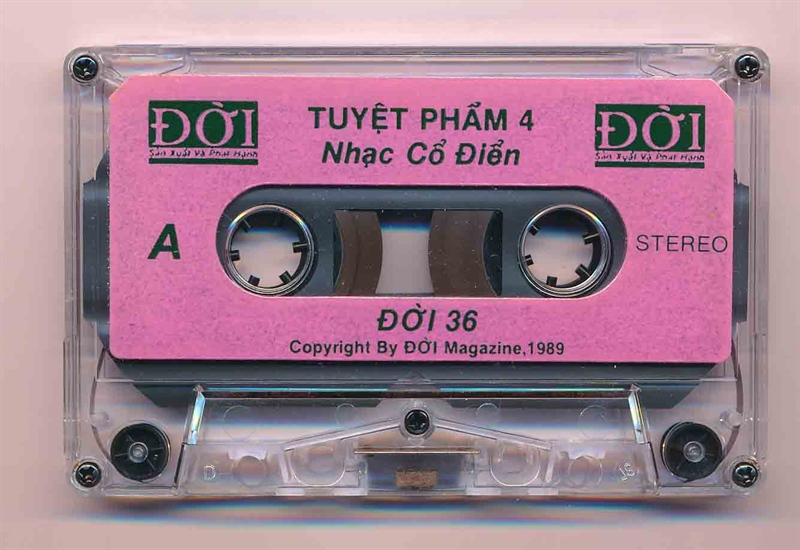 ĐỜI
Sản Xuất Và Phát Hành
TUYỆT PHẨM 4
Nhạc Cổ Điển
ĐỜI
Sản Xuất Và Phát Hành
A
STEREO
ĐỜI 36
Copyright By ĐỜI Magazine,1989
D